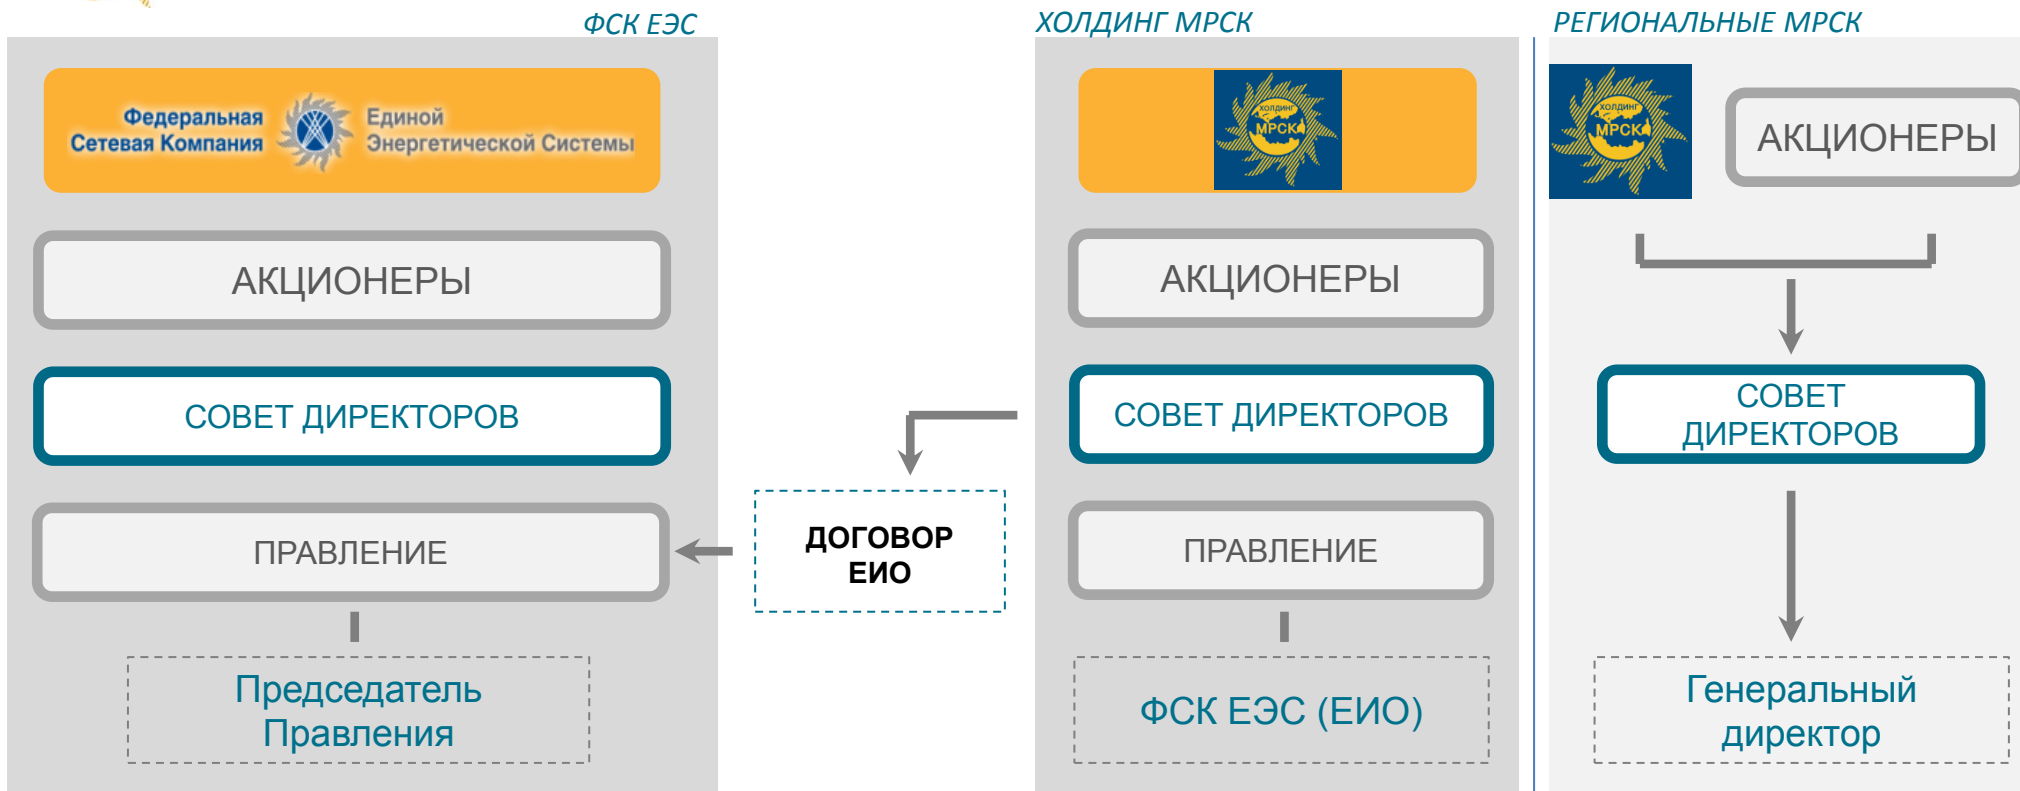 ФСК ЕЭС
Федеральная
Сетевая Компания
Единой
Энергетической Системы
АКЦИОНЕРЫ
СОВЕТ ДИРЕКТОРОВ
ПРАВЛЕНИЕ
Председатель
Правления
ДОГОВОР
ЕИО
ХОЛДИНГ МРСК
ХОЛДИНГ
МРСК
АКЦИОНЕРЫ
СОВЕТ ДИРЕКТОРОВ
ПРАВЛЕНИЕ
ФСК ЕЭС (ЕИО)
РЕГИОНАЛЬНЫЕ МРСК
ХОЛДИНГ
МРСК
АКЦИОНЕРЫ
СОВЕТ
ДИРЕКТОРОВ
Генеральный
директор